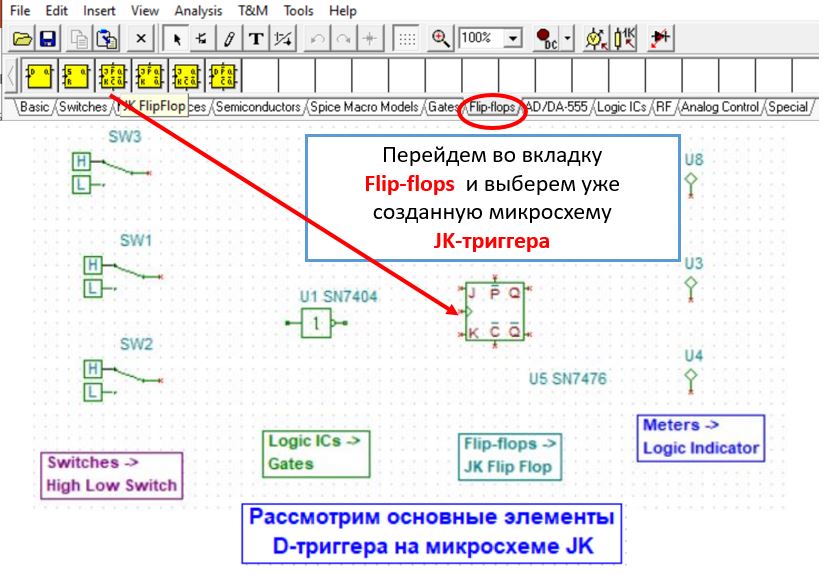 File Edit Insert View Analysis T&M Tools Help
100% DC 1K
JK FlipFlop
Basic Switches Semiconductors Spice Macro Models Gates Flip-flops AD/DA-555 Logic ICs RF Analog Control Special
Перейдем во вкладку
Flip-flops и выберем уже
созданную микросхему
JK-триггера
SW3
H
L
SW1
H
L
SW2
H
L
U1 SN7404
1
J P Q
K C Q
U5 SN7476
U8
U3
U4
Switches ->
High Low Switch
Logic ICs ->
Gates
Flip-flops ->
JK Flip Flop
Meters ->
Logic Indicator
Рассмотрим основные элементы
D-триггера на микросхеме JK